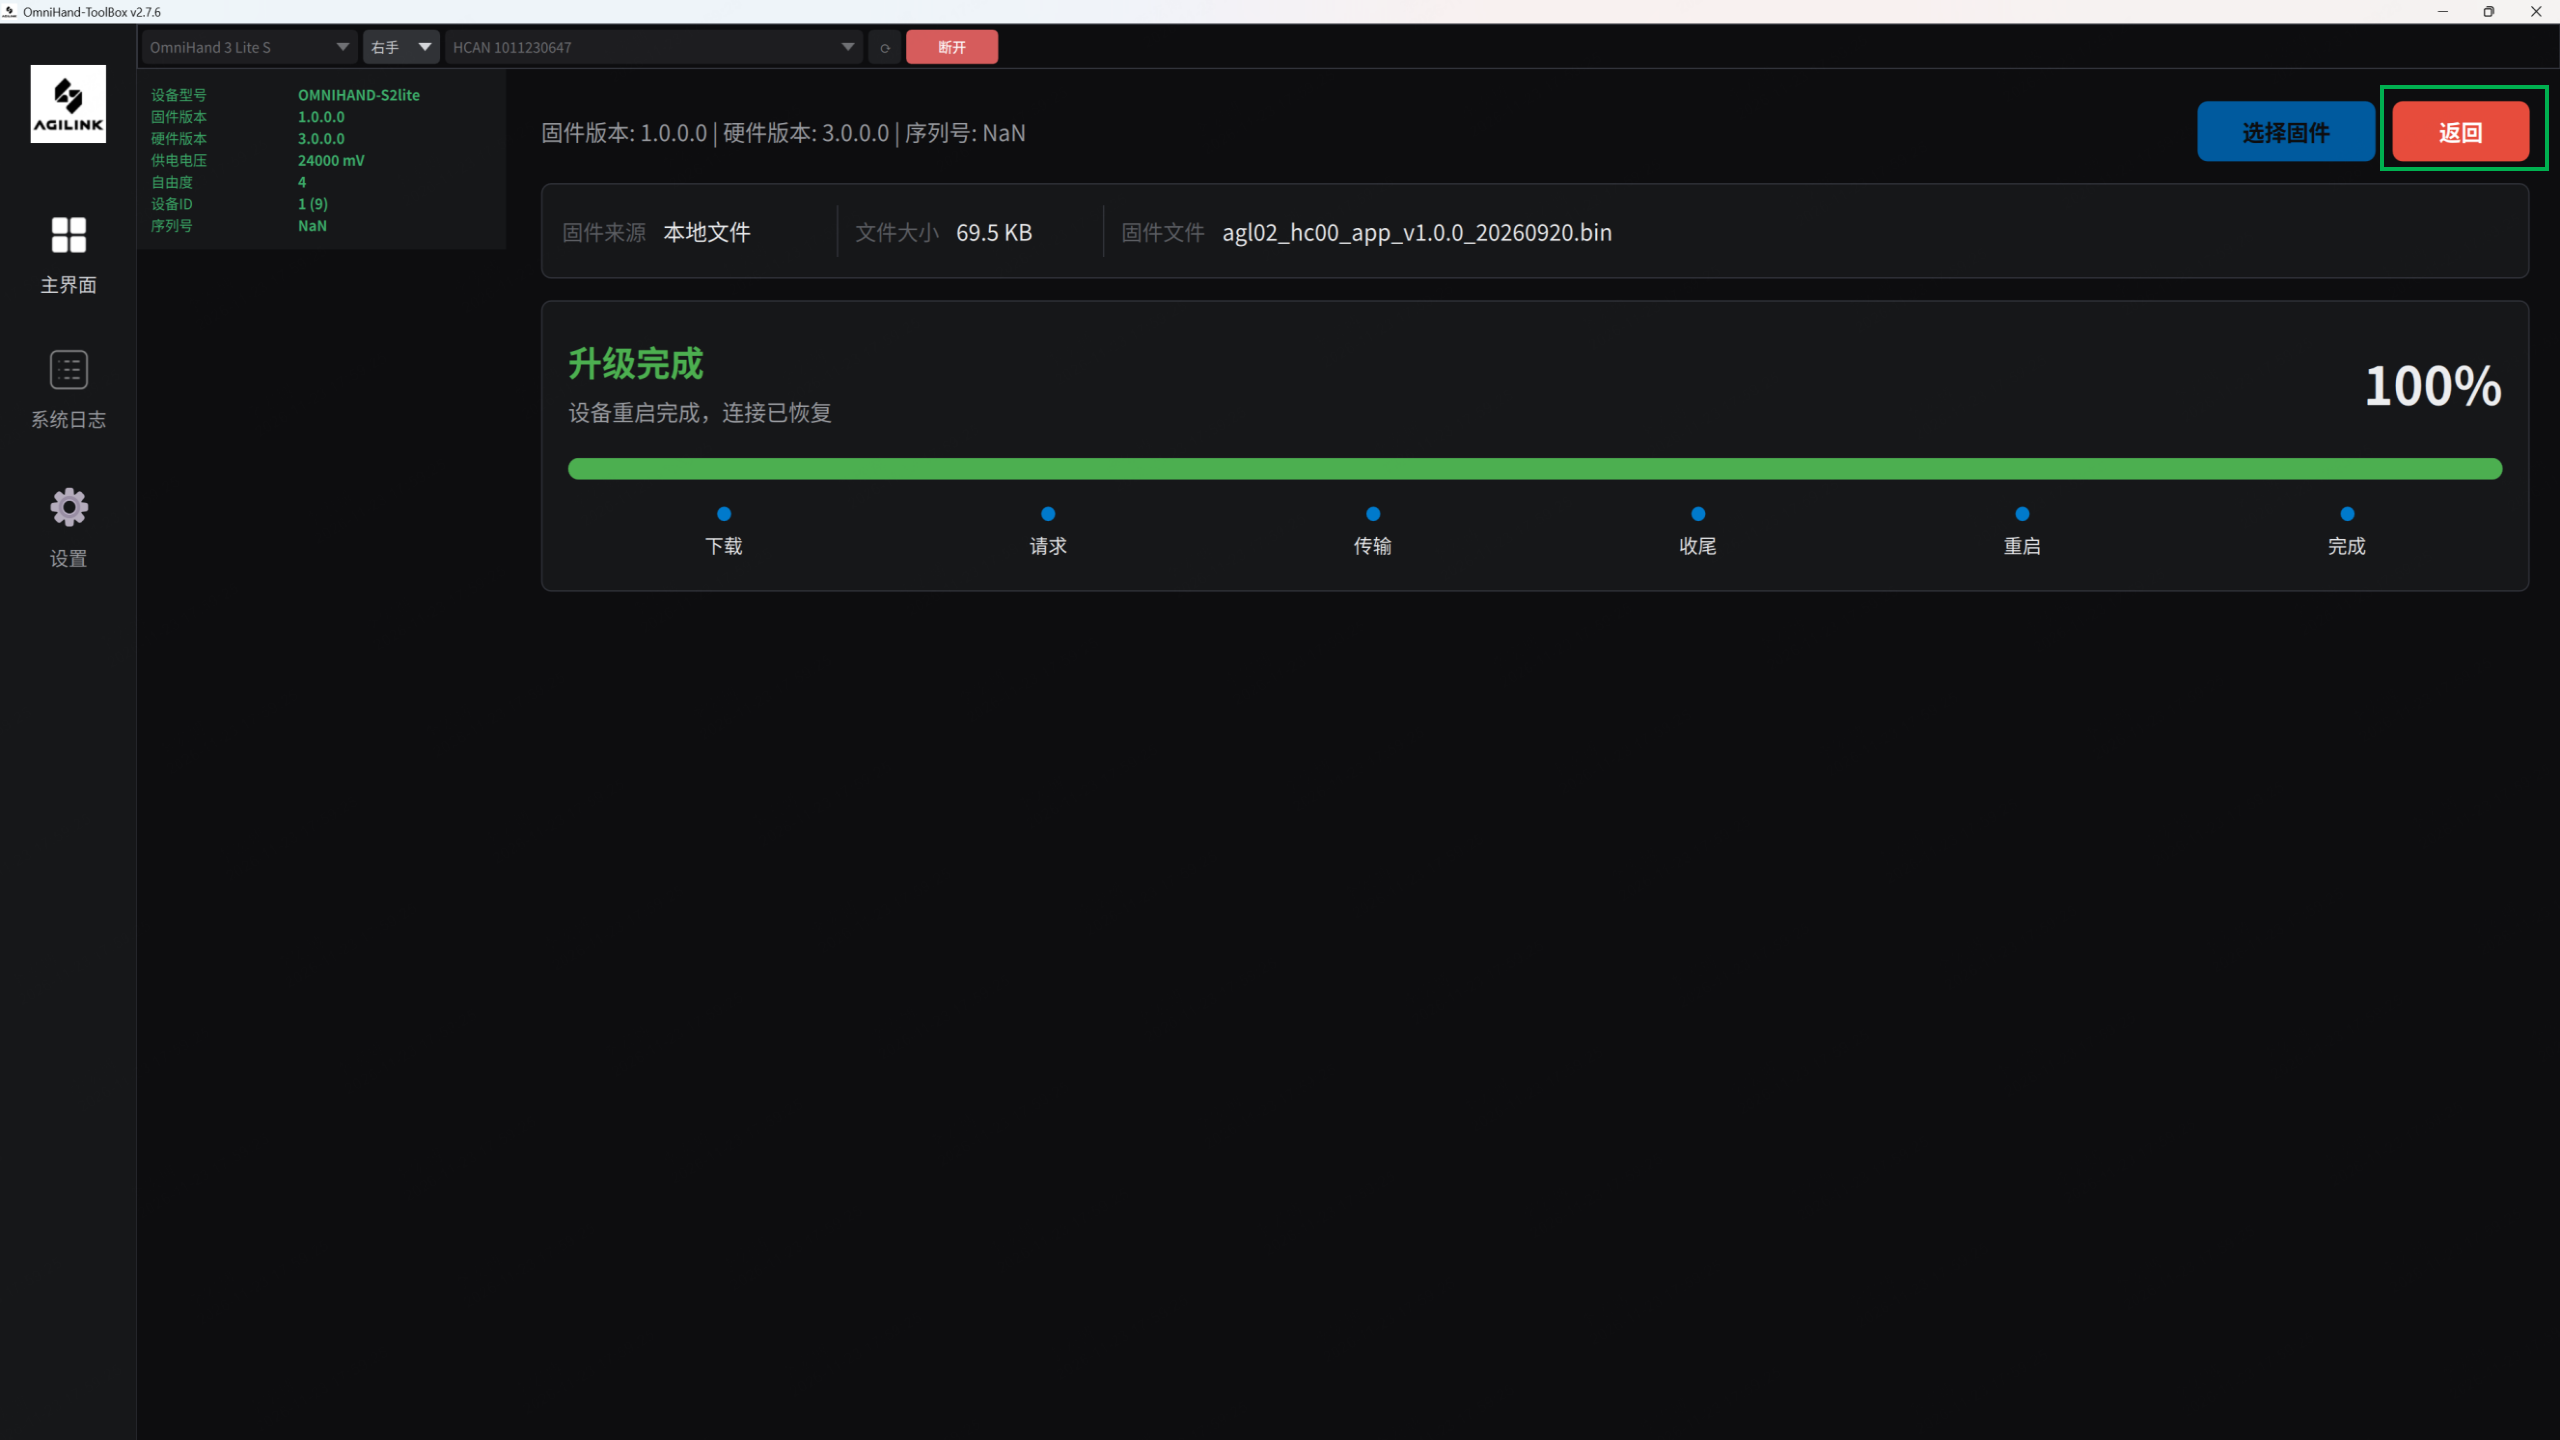 OmniHand-ToolBox v2.7.6
OmniHand 3 Lite S
右手
HCAN 1011230647
断开
AGILINK
主界面
系统日志
设置
设备型号 OMNIHAND-S2lite
固件版本 1.0.0.0
硬件版本 3.0.0.0
供电电压 24000 mV
自由度 4
设备ID 1 (9)
序列号 NaN
固件版本: 1.0.0.0 | 硬件版本: 3.0.0.0 | 序列号: NaN
选择固件
返回
固件来源 本地文件 文件大小 69.5 KB 固件文件 agl02_hc00_app_v1.0.0_20260920.bin
升级完成
设备重启完成，连接已恢复
100%
下载 请求 传输 收尾 重启 完成